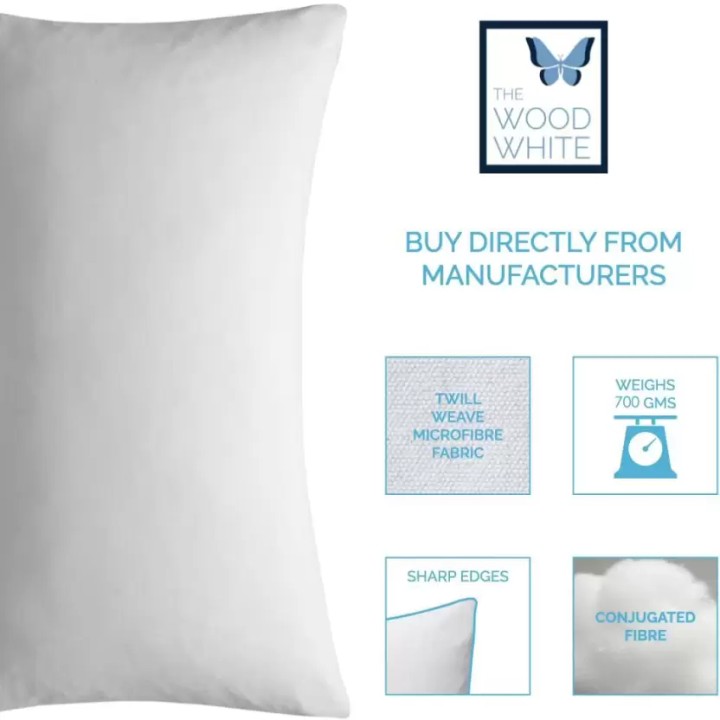 THE
WOOD
WHITE
BUY DIRECTLY FROM
MANUFACTURERS
TWILL
WEAVE
MICROFIBRE
FABRIC
WEIGHS
700 GMS
SHARP EDGES
CONJUGATED
FIBRE